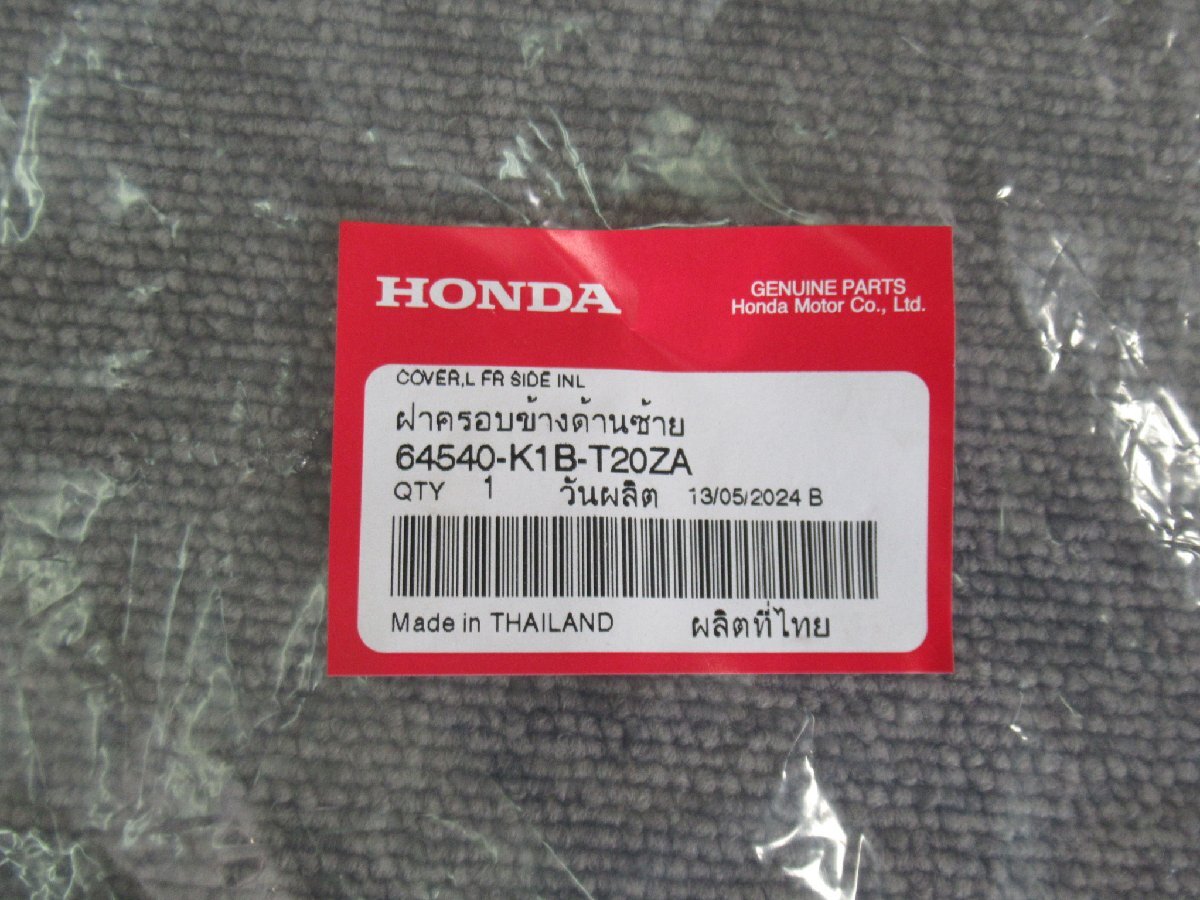 HONDA
GENUINE PARTS
Honda Motor Co., Ltd.
COVER,L FR SIDE INL
ฝาครอบข้างด้านซ้าย
64540-K1B-T20ZA
QTY 1 วันผลิต 13/05/2024 B
Made in THAILAND ผลิตที่ไทย